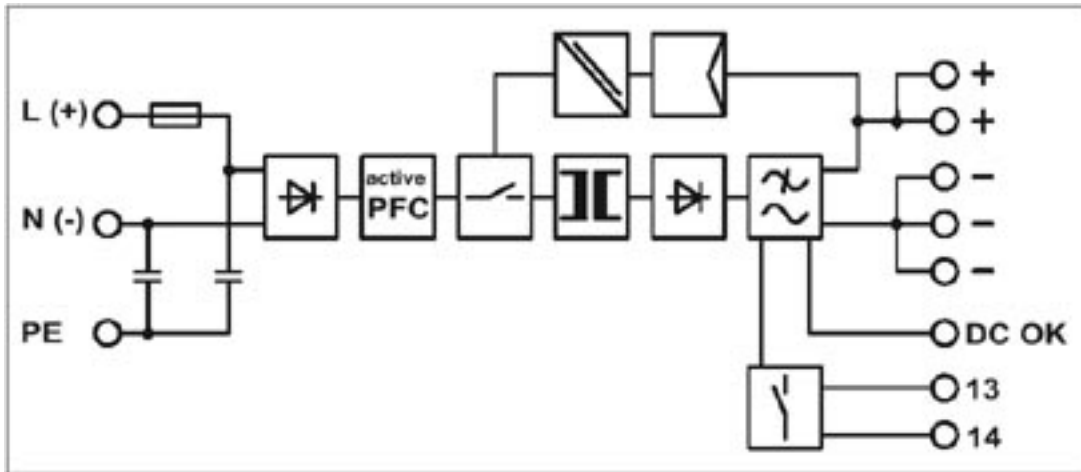 L (+)
N (-)
PE
active
PFC
+
+
-
-
-
DC OK
13
14